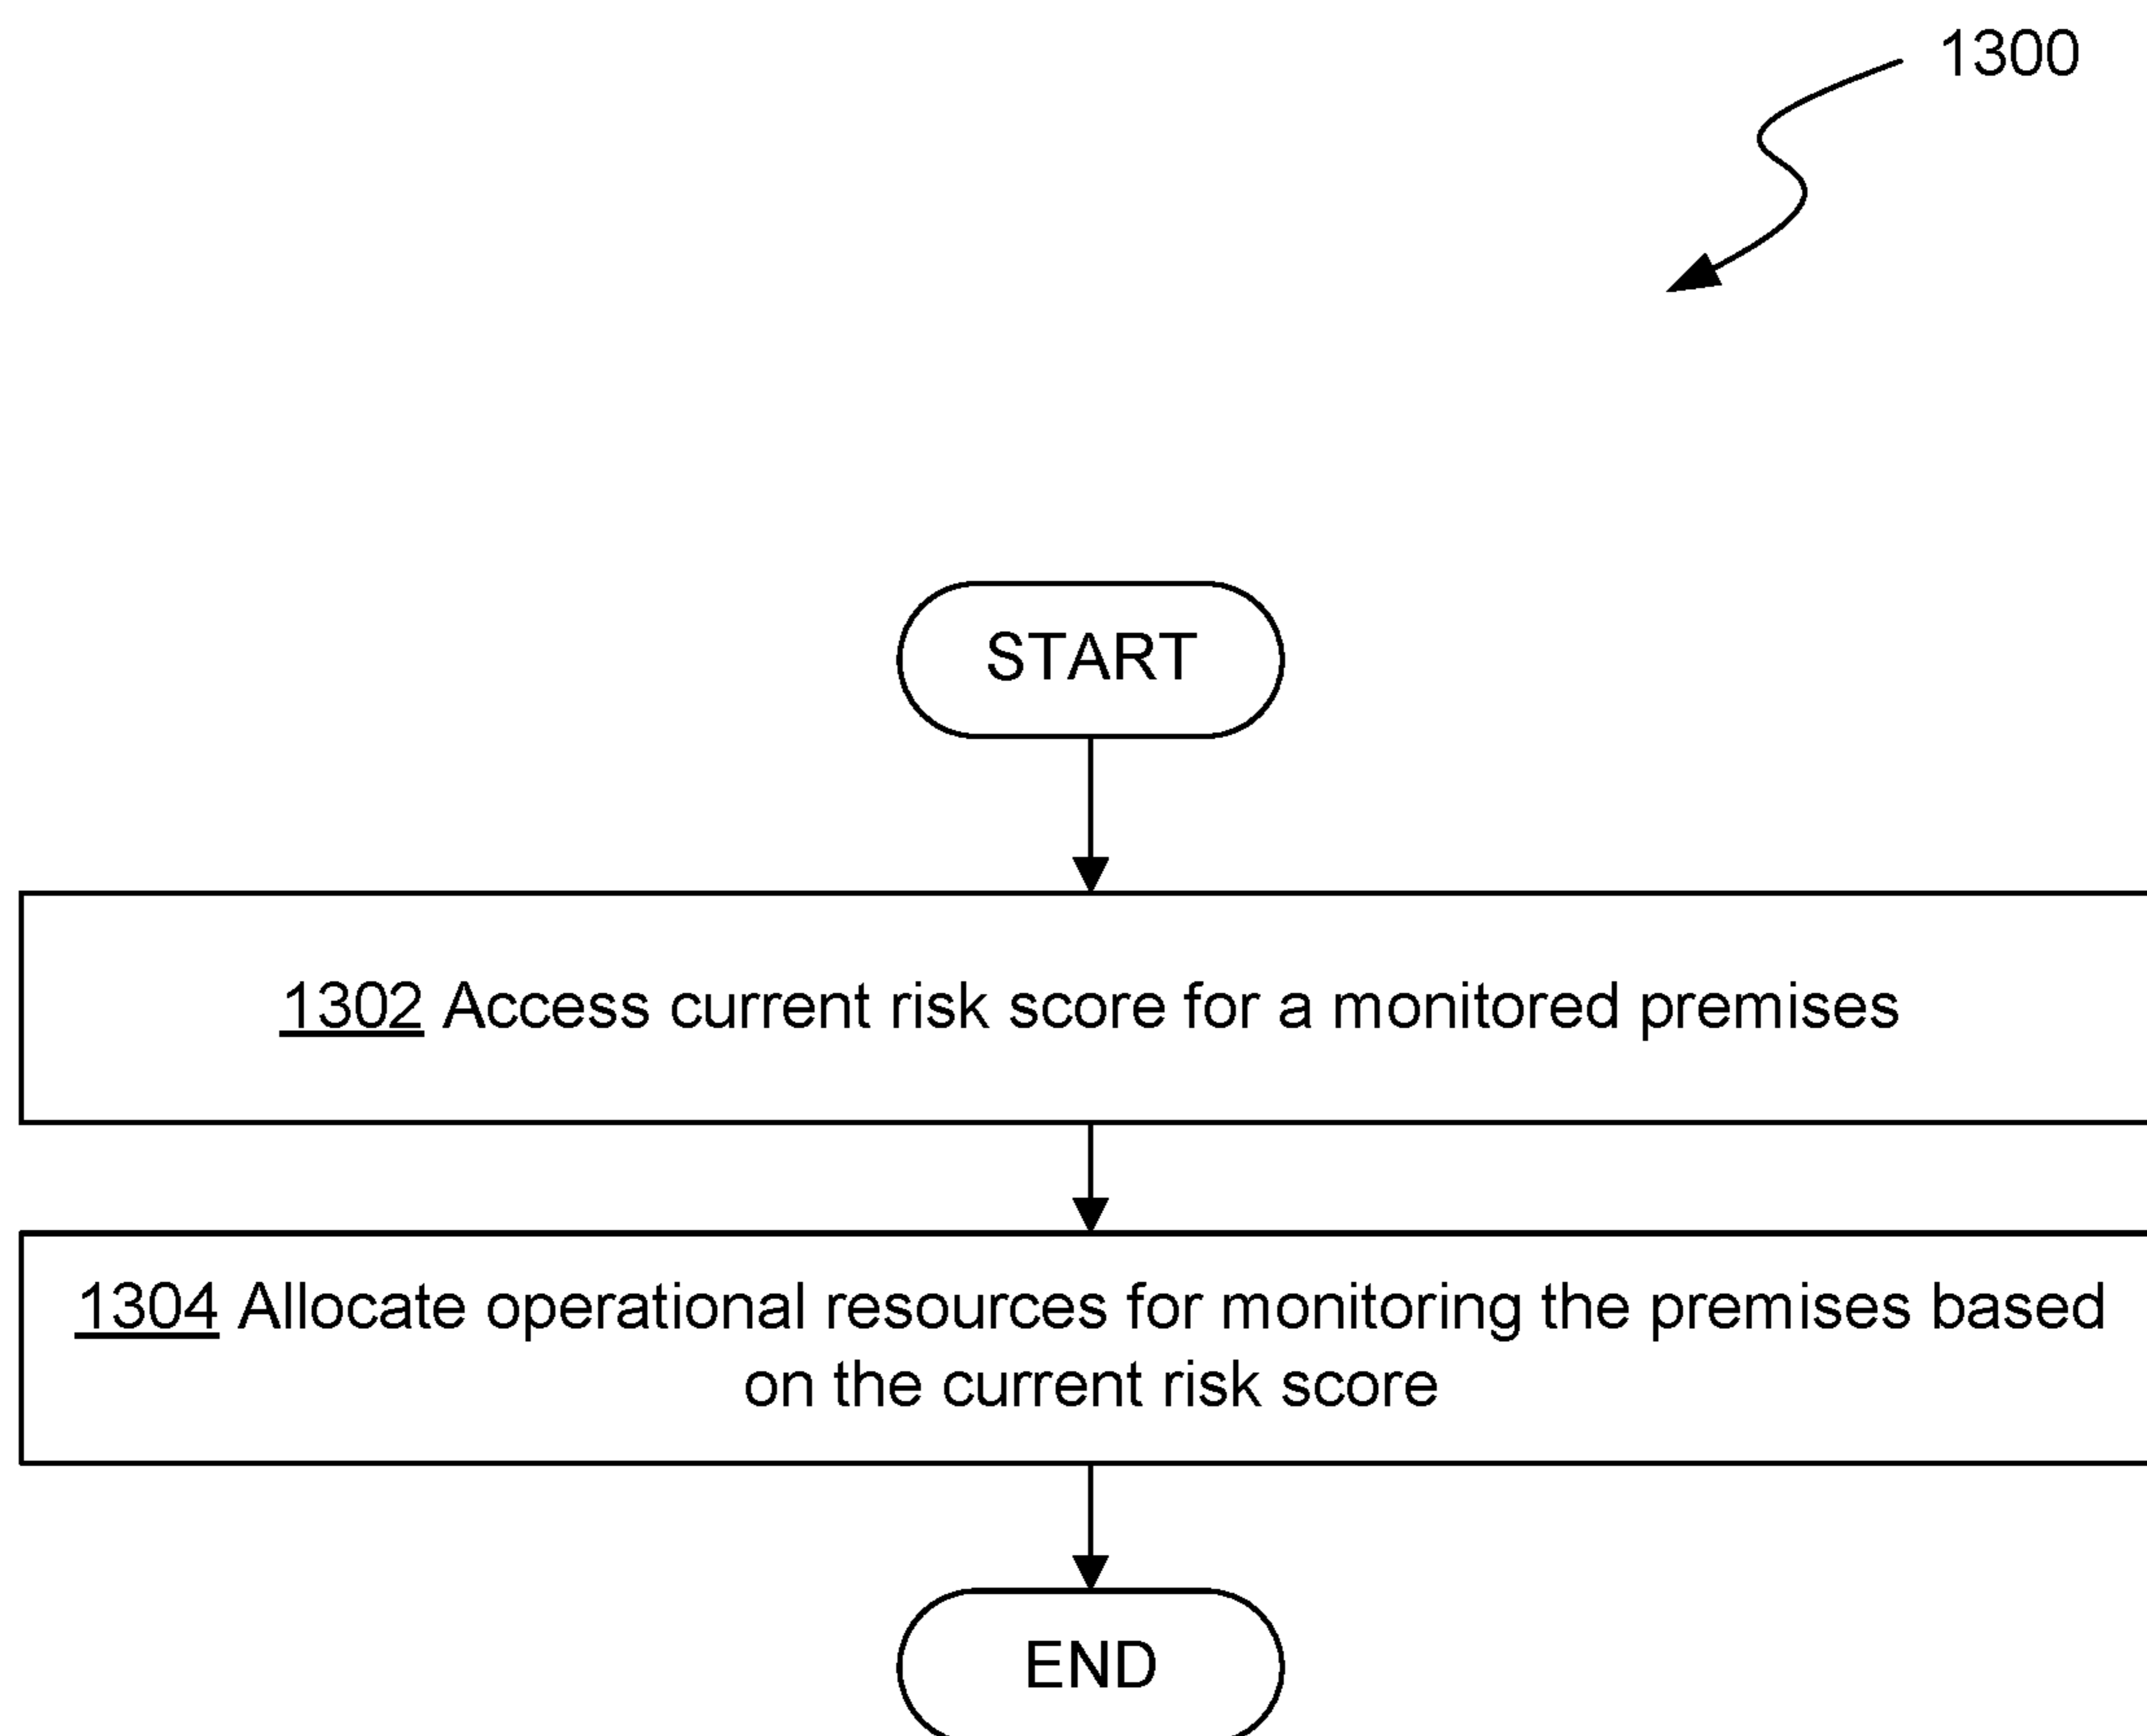 1300
START
1302 Access current risk score for a monitored premises
1304 Allocate operational resources for monitoring the premises based
on the current risk score
END